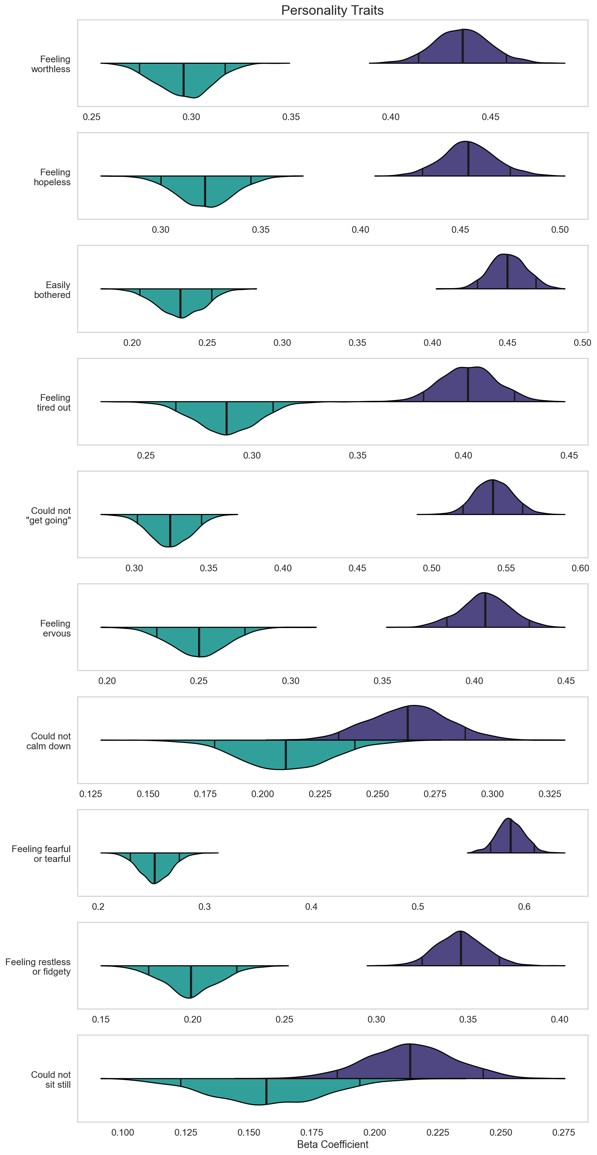 Personality Traits
Feeling
worthless
0.25 0.30 0.35 0.40 0.45
Feeling
hopeless
0.30 0.35 0.40 0.45 0.50
Easily
bothered
0.20 0.25 0.30 0.35 0.40 0.45 0.50
Feeling
tired out
0.25 0.30 0.35 0.40 0.45
Could not
"get going"
0.30 0.35 0.40 0.45 0.50 0.55 0.60
Feeling
ervous
0.20 0.25 0.30 0.35 0.40 0.45
Could not
calm down
0.125 0.150 0.175 0.200 0.225 0.250 0.275 0.300 0.325
Feeling fearful
or tearful
0.2 0.3 0.4 0.5 0.6
Feeling restless
or fidgety
0.15 0.20 0.25 0.30 0.35 0.40
Could not
sit still
0.100 0.125 0.150 0.175 0.200 0.225 0.250 0.275
Beta Coefficient